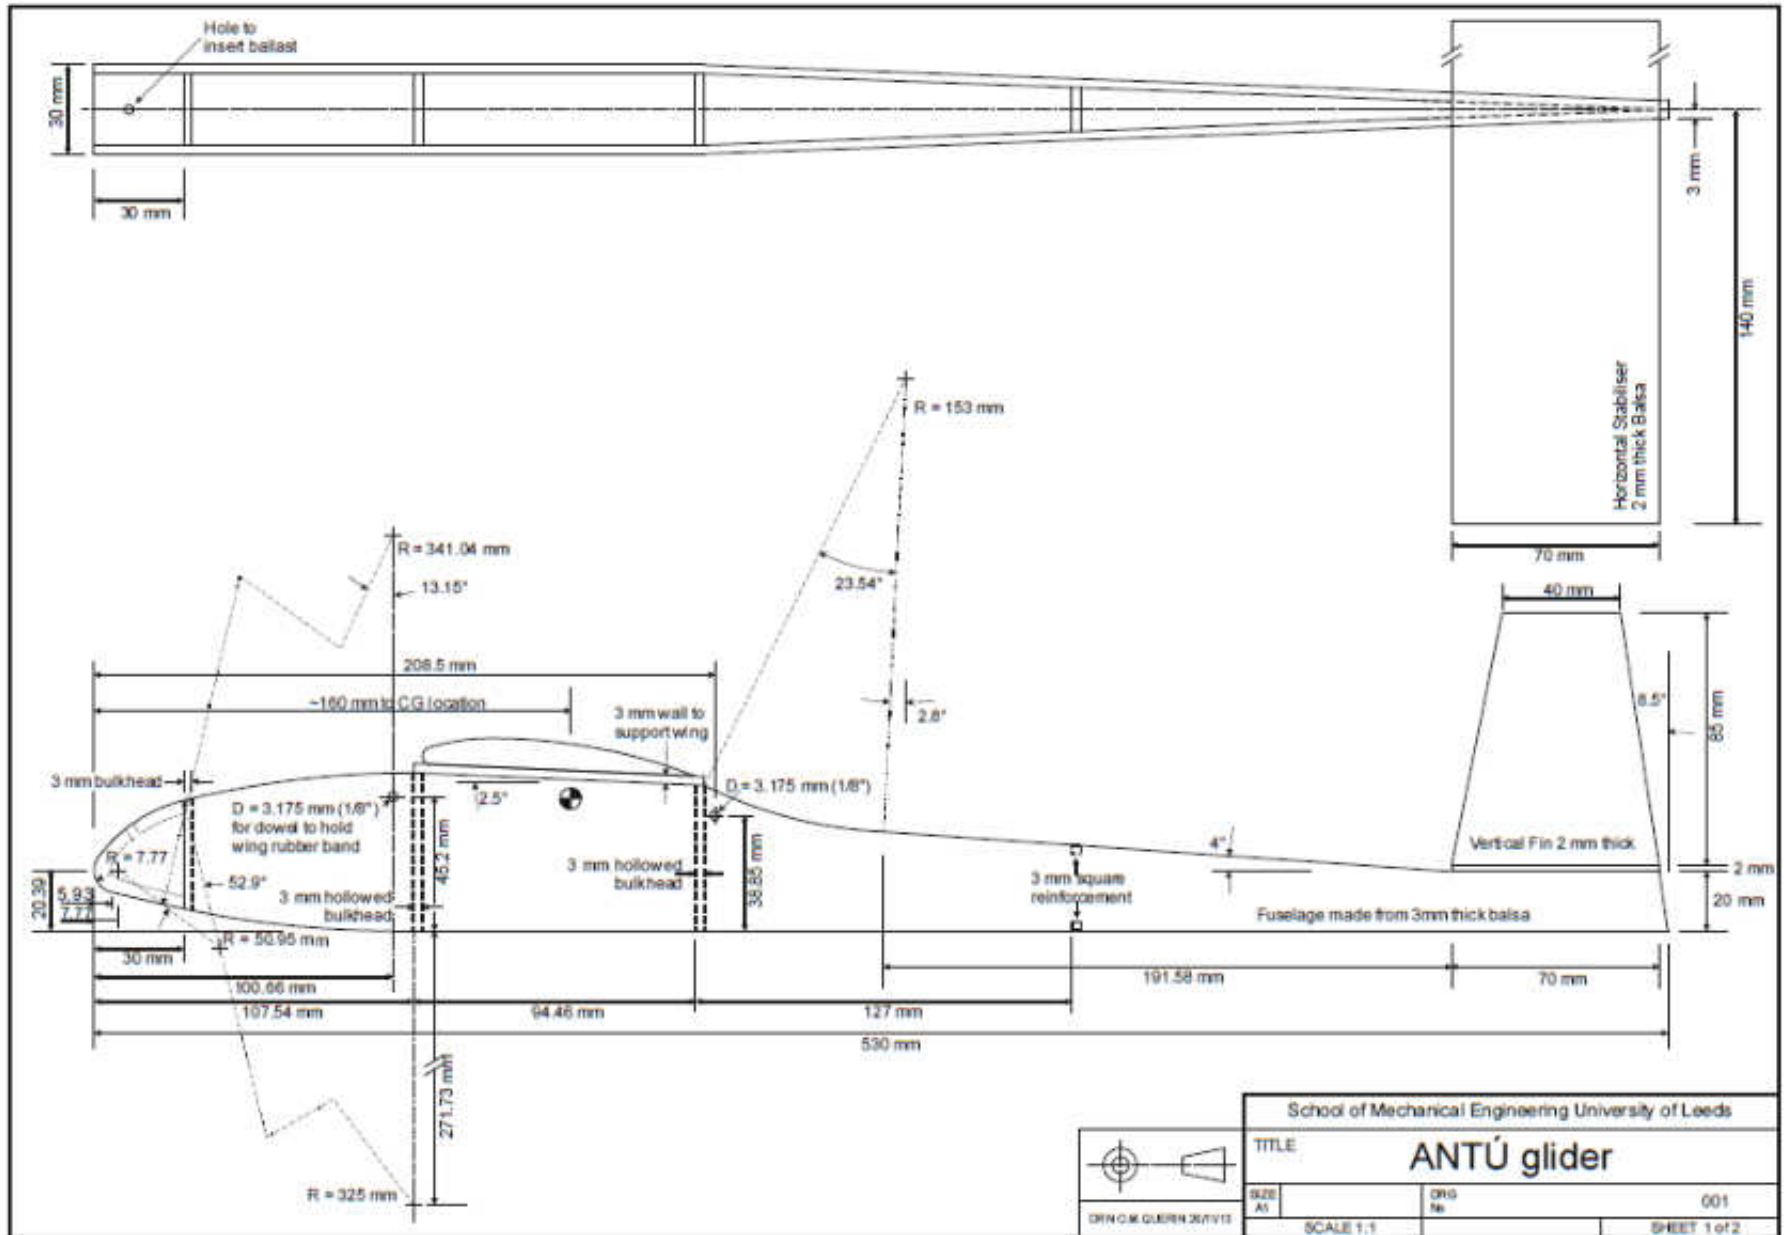 Hole to
insert ballast
30 mm
30 mm
3 mm
140 mm
Horizontal Stabiliser
2 mm thick Balsa
70 mm
R = 153 mm
23.54°
2.8°
R = 341.04 mm
13.15°
208.5 mm
~160 mm to CG location
3 mm wall to
support wing
3 mm bulkhead
D = 3.175 mm (1/8")
for dowel to hold
wing rubber band
2.5°
D = 3.175 mm (1/8")
40 mm
8.5°
85 mm
Vertical Fin 2 mm thick
2 mm
20 mm
4°
R = 7.77
52.9°
20.39
5.93
7.77
45.2 mm
38.85 mm
3 mm hollowed
bulkhead
3 mm hollowed
bulkhead
3 mm square
reinforcement
Fuselage made from 3mm thick balsa
R = 50.95 mm
30 mm
100.66 mm
107.54 mm
94.46 mm
127 mm
191.58 mm
70 mm
530 mm
271.73 mm
R = 325 mm
School of Mechanical Engineering University of Leeds
TITLE
ANTÚ glider
SIZE
A1
DRG
No
001
SCALE 1:1
SHEET 1 of 2